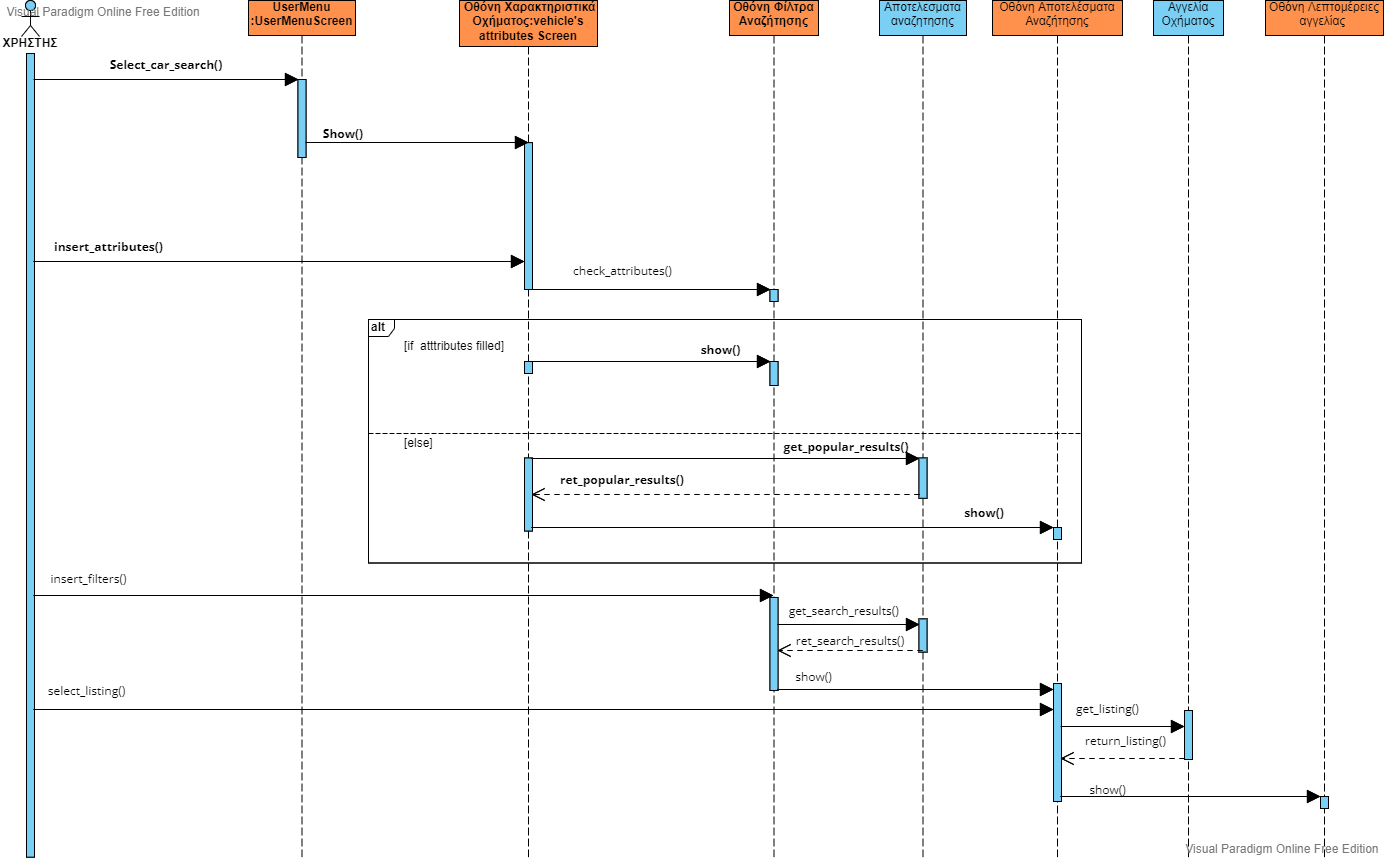 Visual Paradigm Online Free Edition
ΧΡΗΣΤΗΣ
UserMenu
:UserMenuScreen
Οθόνη Χαρακτηριστικά
Οχήματος:vehicle's
attributes Screen
Οθόνη Φίλτρα
Αναζήτησης
Αποτελεσματα
αναζητησης
Οθόνη Αποτελέσματα
Αναζήτησης
Αγγελία
Οχήματος
Οθόνη Λεπτομέρειες
αγγελίας
Select_car_search()
Show()
insert_attributes()
check_attributes()
alt
[if atttributes filled]
show()
[else]
get_popular_results()
ret_popular_results()
show()
insert_filters()
get_search_results()
ret_search_results()
show()
select_listing()
get_listing()
return_listing()
show()
Visual Paradigm Online Free Edition